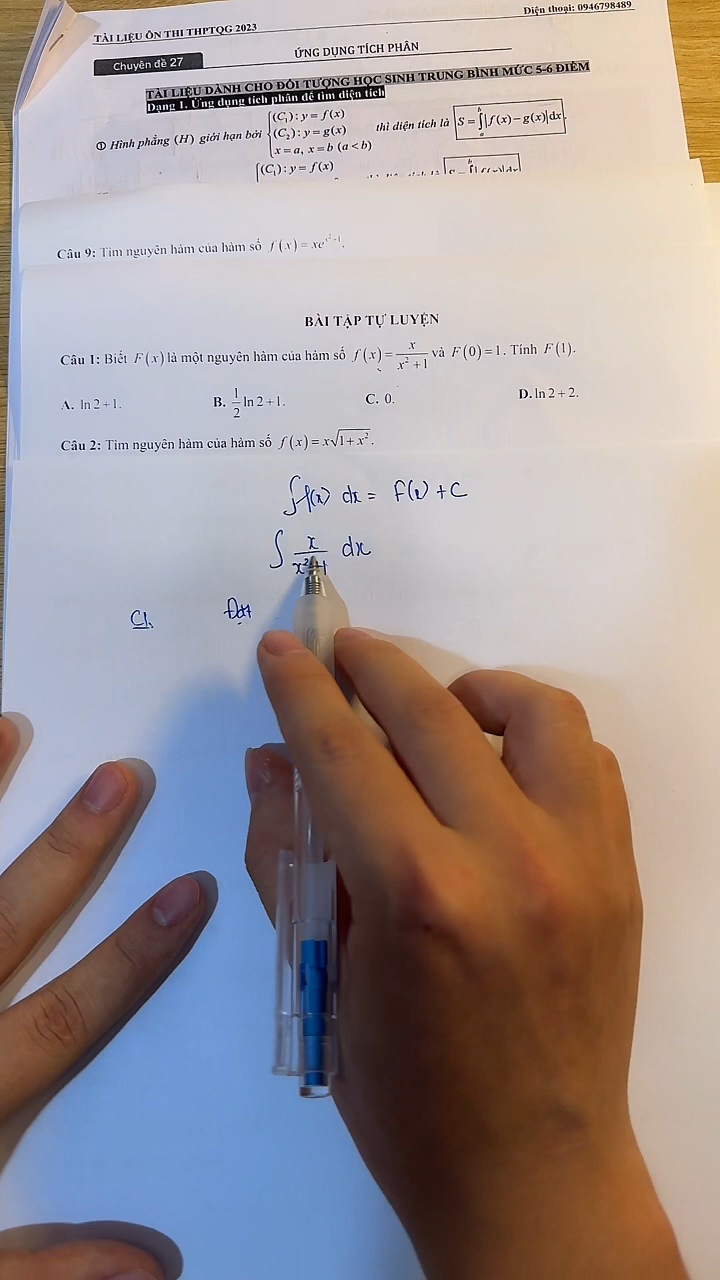 Điện thoại: 0946798489
TÀI LIỆU ÔN THI THPTQG 2023
Chuyên đề 27
ỨNG DỤNG TÍCH PHÂN
TÀI LIỆU DÀNH CHO ĐỐI TƯỢNG HỌC SINH TRUNG BÌNH MỨC 5-6 ĐIỂM
Dạng 1. Ứng dụng tích phân để tìm diện tích
① Hình phẳng (H) giới hạn bởi { (C₁): y = f(x)
(C₂): y = g(x)
x = a, x = b (a < b)
thì diện tích là S = ∫ₐᵇ |f(x) − g(x)| dx.
(C₁): y = f(x)
Câu 9: Tìm nguyên hàm của hàm số f(x) = xe^(x²+1).
BÀI TẬP TỰ LUYỆN
Câu 1: Biết F(x) là một nguyên hàm của hàm số f(x) = x/(x²+1) và F(0) = 1. Tính F(1).
A. ln 2 + 1. B. 1/2 ln 2 + 1. C. 0. D. ln 2 + 2.
Câu 2: Tìm nguyên hàm của hàm số f(x) = x√(1+x²).
∫ f(x) dx = F(x) + C
∫ x/(x²+1) dx
C1. Đặt